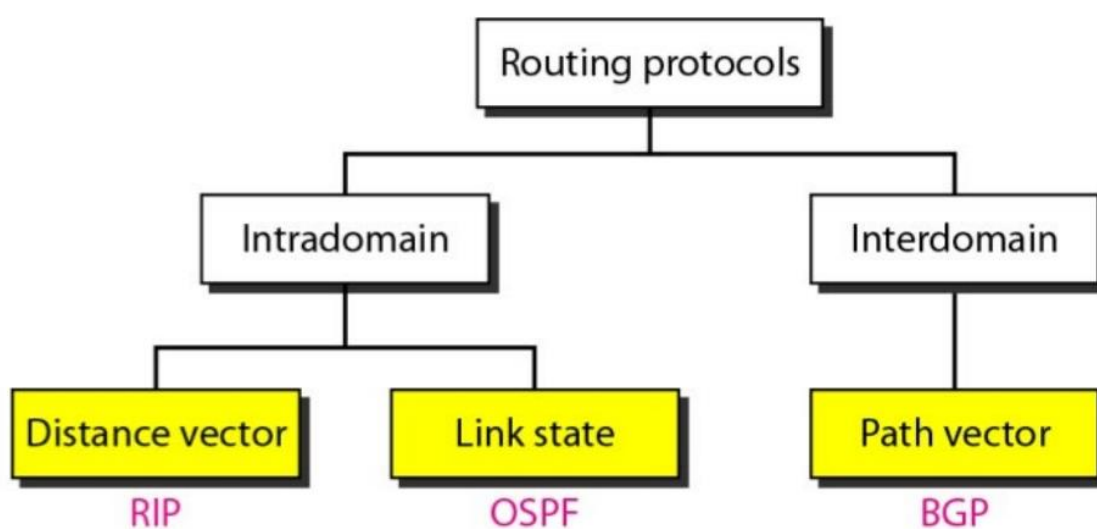 Routing protocols
Intradomain
Interdomain
Distance vector
Link state
Path vector
RIP
OSPF
BGP